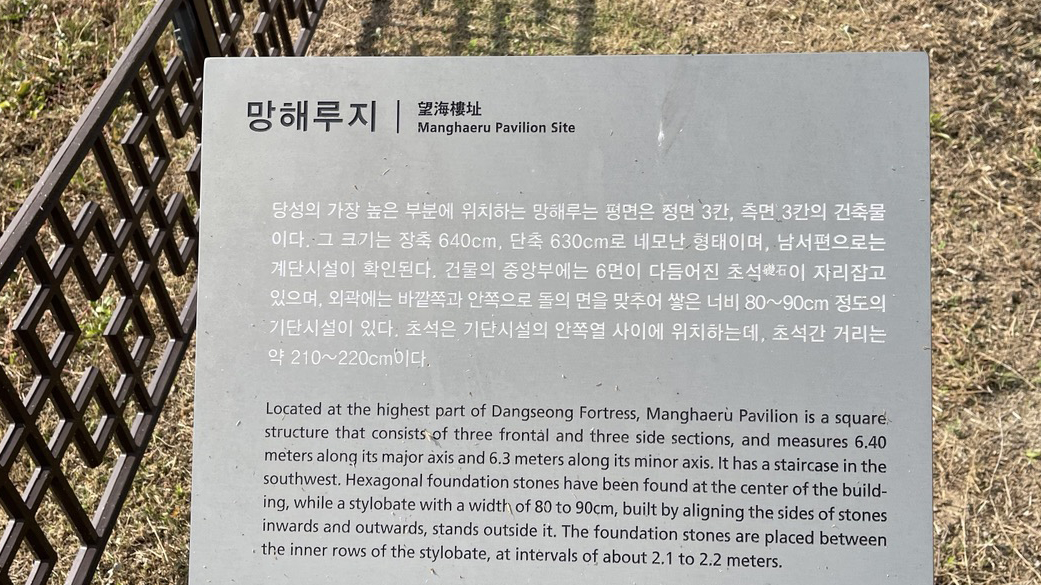 망해루지
望海樓址
Manghaeru Pavilion Site
당성의 가장 높은 부분에 위치하는 망해루는 평면은 정면 3칸, 측면 3칸의 건축물
이다. 그 크기는 장축 640cm, 단축 630cm로 네모난 형태이며, 남서편으로는
계단시설이 확인된다. 건물의 중앙부에는 6면이 다듬어진 초석礎石이 자리잡고
있으며, 외곽에는 바깥쪽과 안쪽으로 돌의 면을 맞추어 쌓은 너비 80~90cm 정도의
기단시설이 있다. 초석은 기단시설의 안쪽열 사이에 위치하는데, 초석간 거리는
약 210~220cm이다.
Located at the highest part of Dangseong Fortress, Manghaeru Pavilion is a square
structure that consists of three frontal and three side sections, and measures 6.40
meters along its major axis and 6.3 meters along its minor axis. It has a staircase in the
southwest. Hexagonal foundation stones have been found at the center of the build-
ing, while a stylobate with a width of 80 to 90cm, built by aligning the sides of stones
inwards and outwards, stands outside it. The foundation stones are placed between
the inner rows of the stylobate, at intervals of about 2.1 to 2.2 meters.